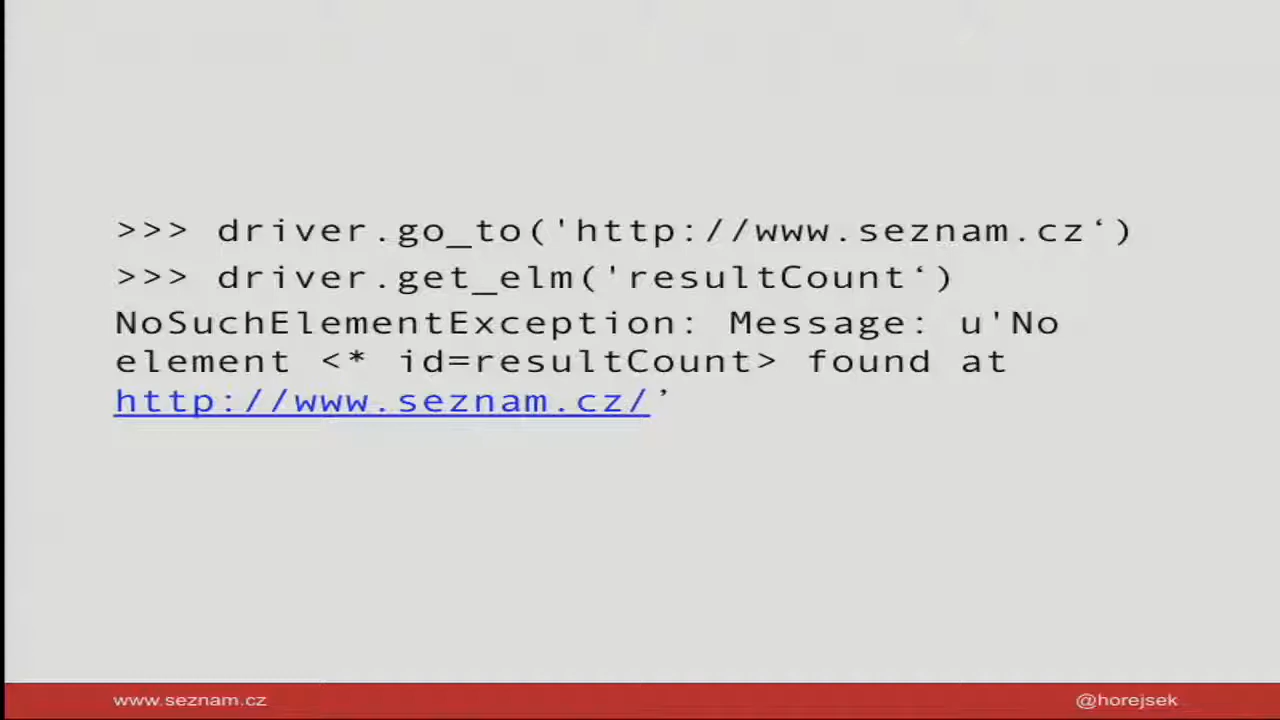 >>> driver.go_to('http://www.seznam.cz‘)
>>> driver.get_elm('resultCount‘)
NoSuchElementException: Message: u'No
element <* id=resultCount> found at
http://www.seznam.cz/’
www.seznam.cz
@horejsek